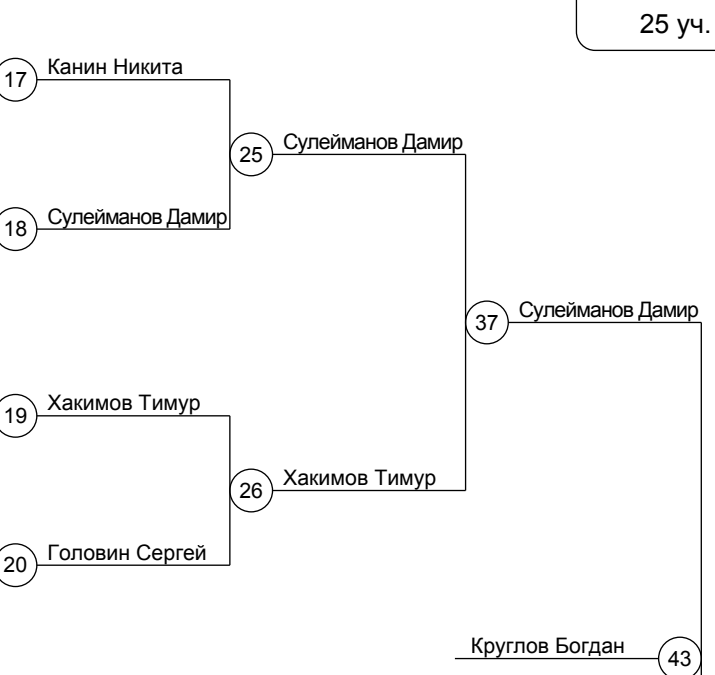 25 уч.
17 Канин Никита
25 Сулейманов Дамир
18 Сулейманов Дамир
37 Сулейманов Дамир
19 Хакимов Тимур
26 Хакимов Тимур
20 Головин Сергей
Круглов Богдан 43